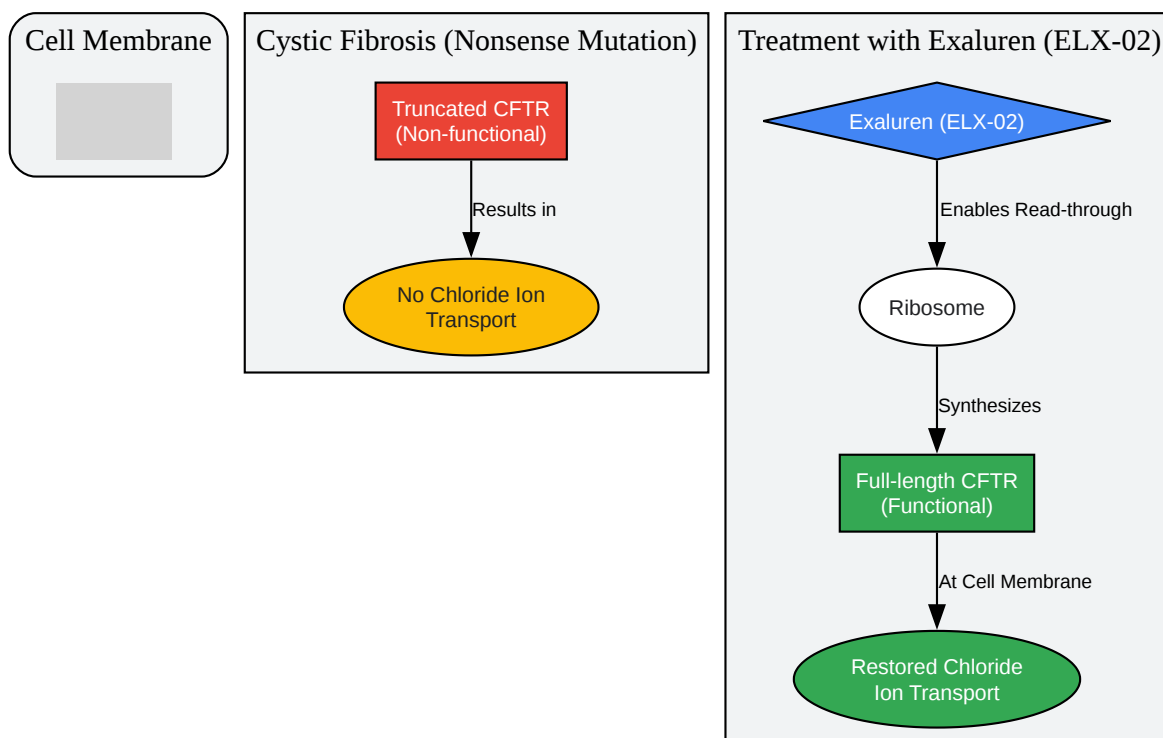 Cell Membrane
Cystic Fibrosis (Nonsense Mutation)
Truncated CFTR
(Non-functional)
Results in
No Chloride Ion
Transport
Treatment with Exaluren (ELX-02)
Exaluren (ELX-02)
Enables Read-through
Ribosome
Synthesizes
Full-length CFTR
(Functional)
At Cell Membrane
Restored Chloride
Ion Transport